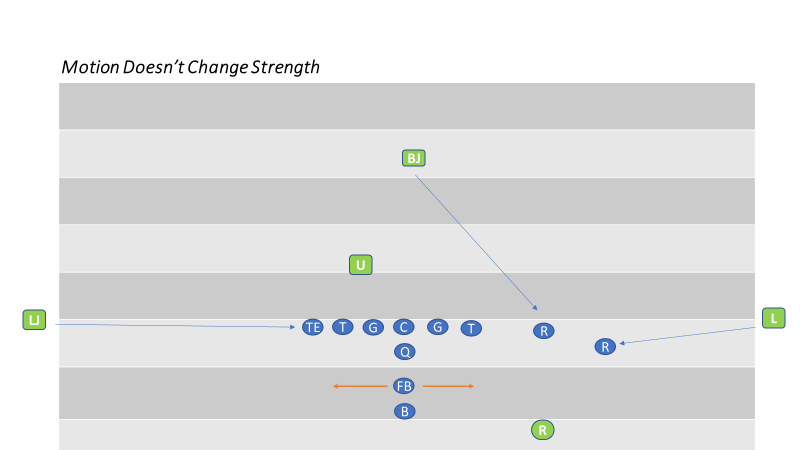 Motion Doesn't Change Strength
BJ
U
LJ
L
TE T G C G T R
R
Q
FB
B
R